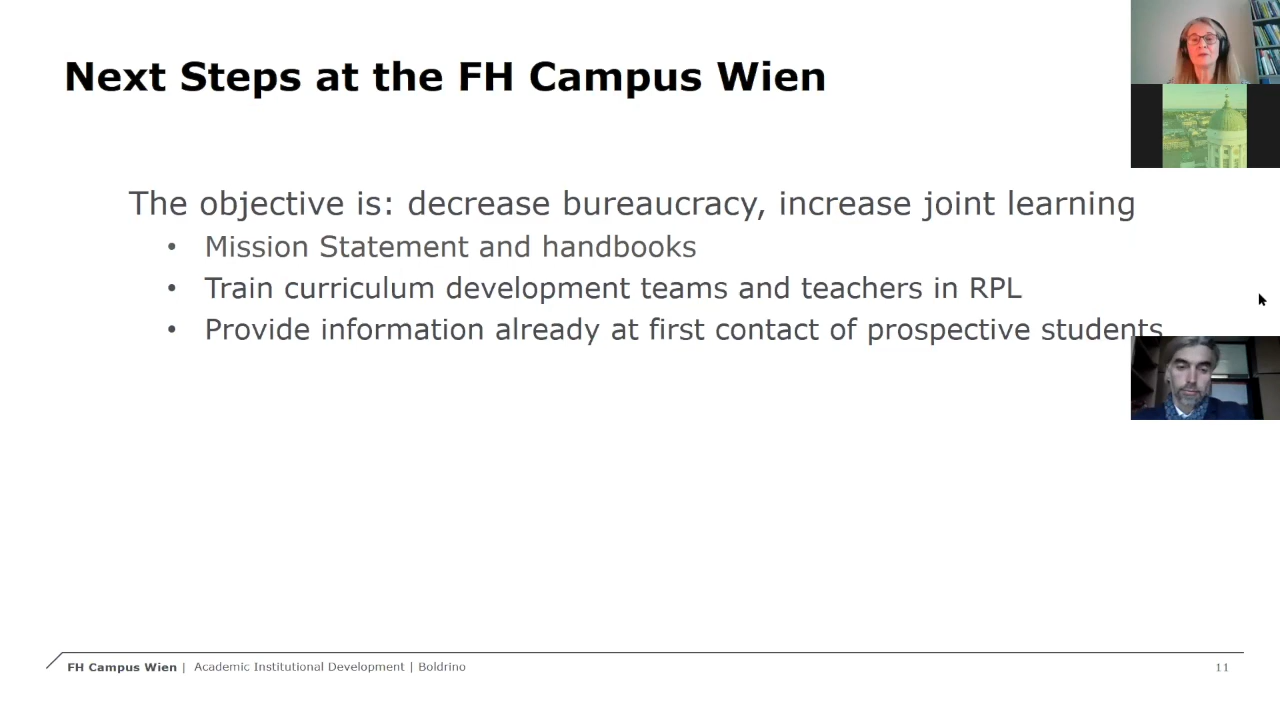 Next Steps at the FH Campus Wien
The objective is: decrease bureaucracy, increase joint learning
• Mission Statement and handbooks
• Train curriculum development teams and teachers in RPL
• Provide information already at first contact of prospective students
FH Campus Wien | Academic Institutional Development | Boldrino
11